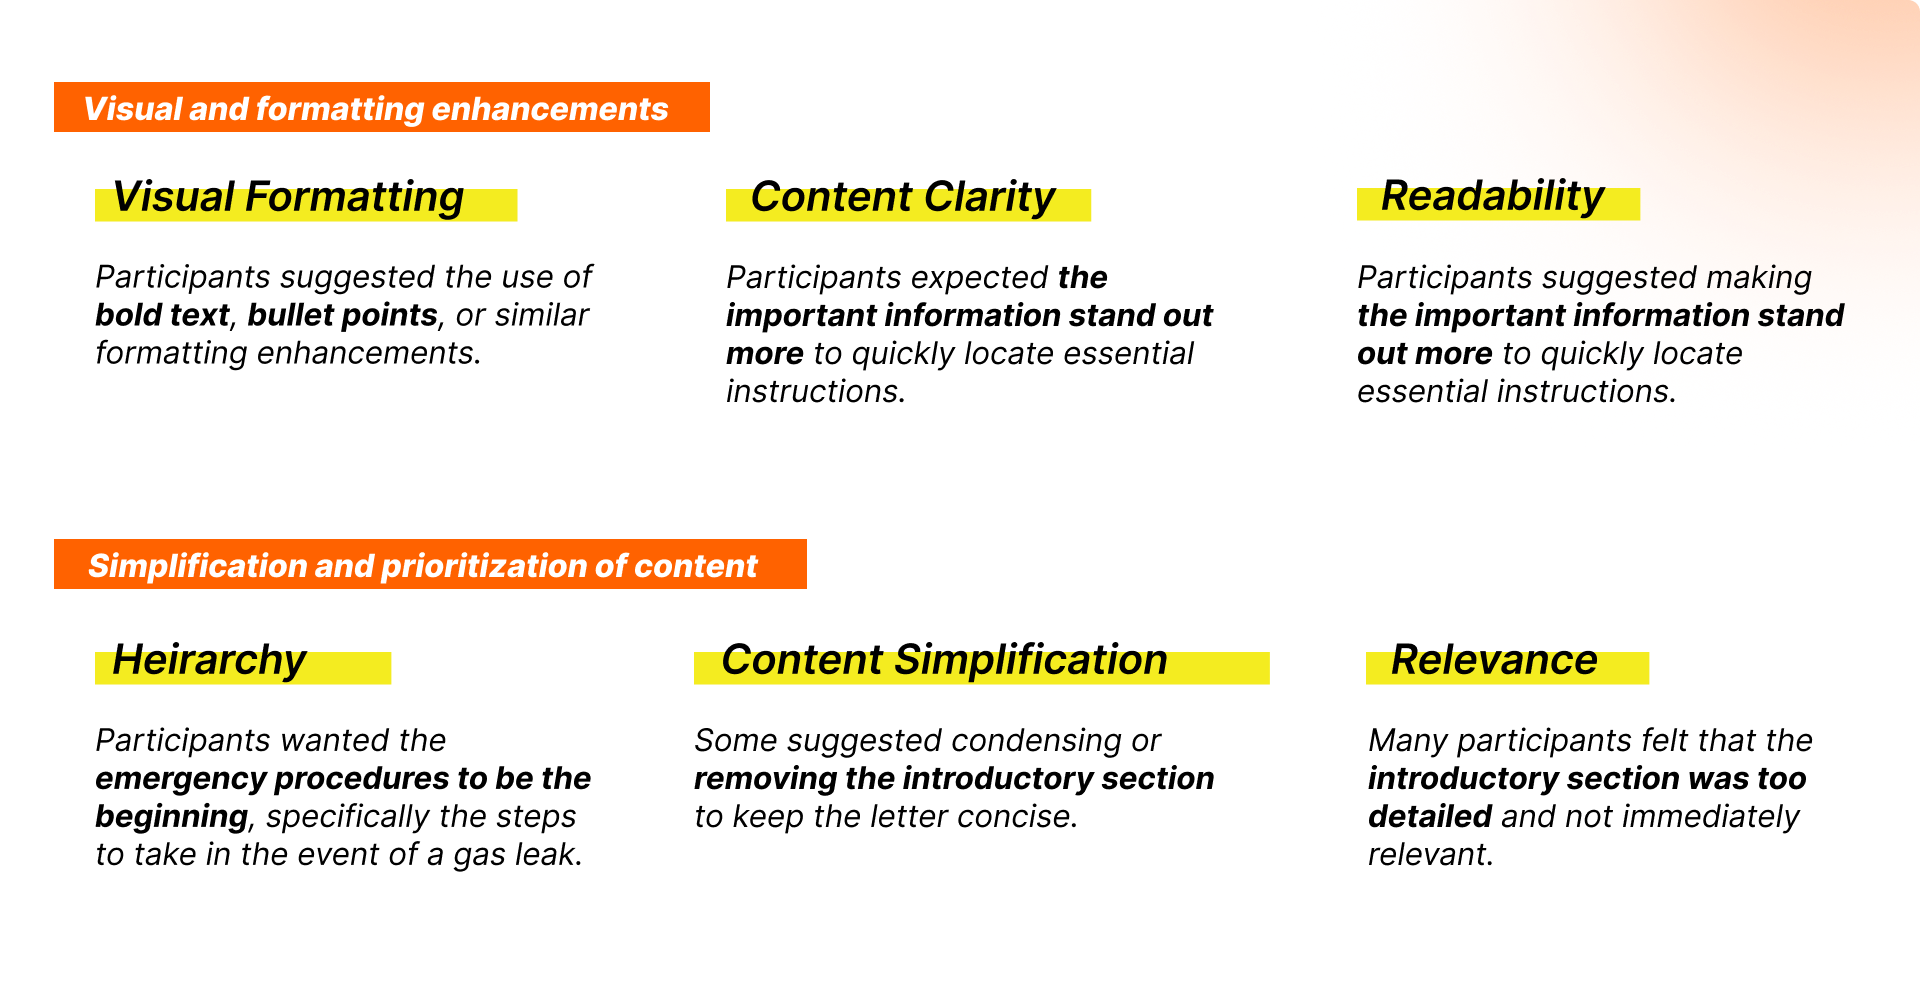 Visual and formatting enhancements
Visual Formatting
Participants suggested the use of
bold text, bullet points, or similar
formatting enhancements.
Content Clarity
Participants expected the
important information stand out
more to quickly locate essential
instructions.
Readability
Participants suggested making
the important information stand
out more to quickly locate
essential instructions.
Simplification and prioritization of content
Heirarchy
Participants wanted the
emergency procedures to be the
beginning, specifically the steps
to take in the event of a gas leak.
Content Simplification
Some suggested condensing or
removing the introductory section
to keep the letter concise.
Relevance
Many participants felt that the
introductory section was too
detailed and not immediately
relevant.